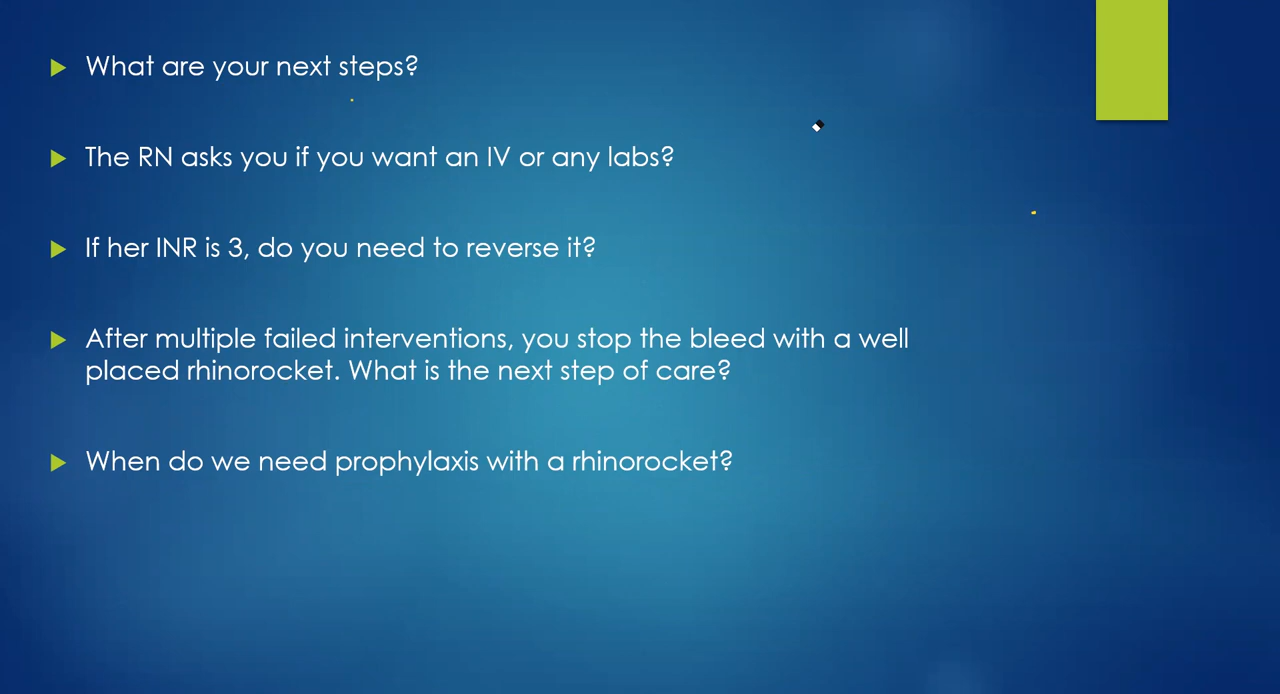 What are your next steps?
The RN asks you if you want an IV or any labs?
If her INR is 3, do you need to reverse it?
After multiple failed interventions, you stop the bleed with a well
placed rhinorocket. What is the next step of care?
When do we need prophylaxis with a rhinorocket?